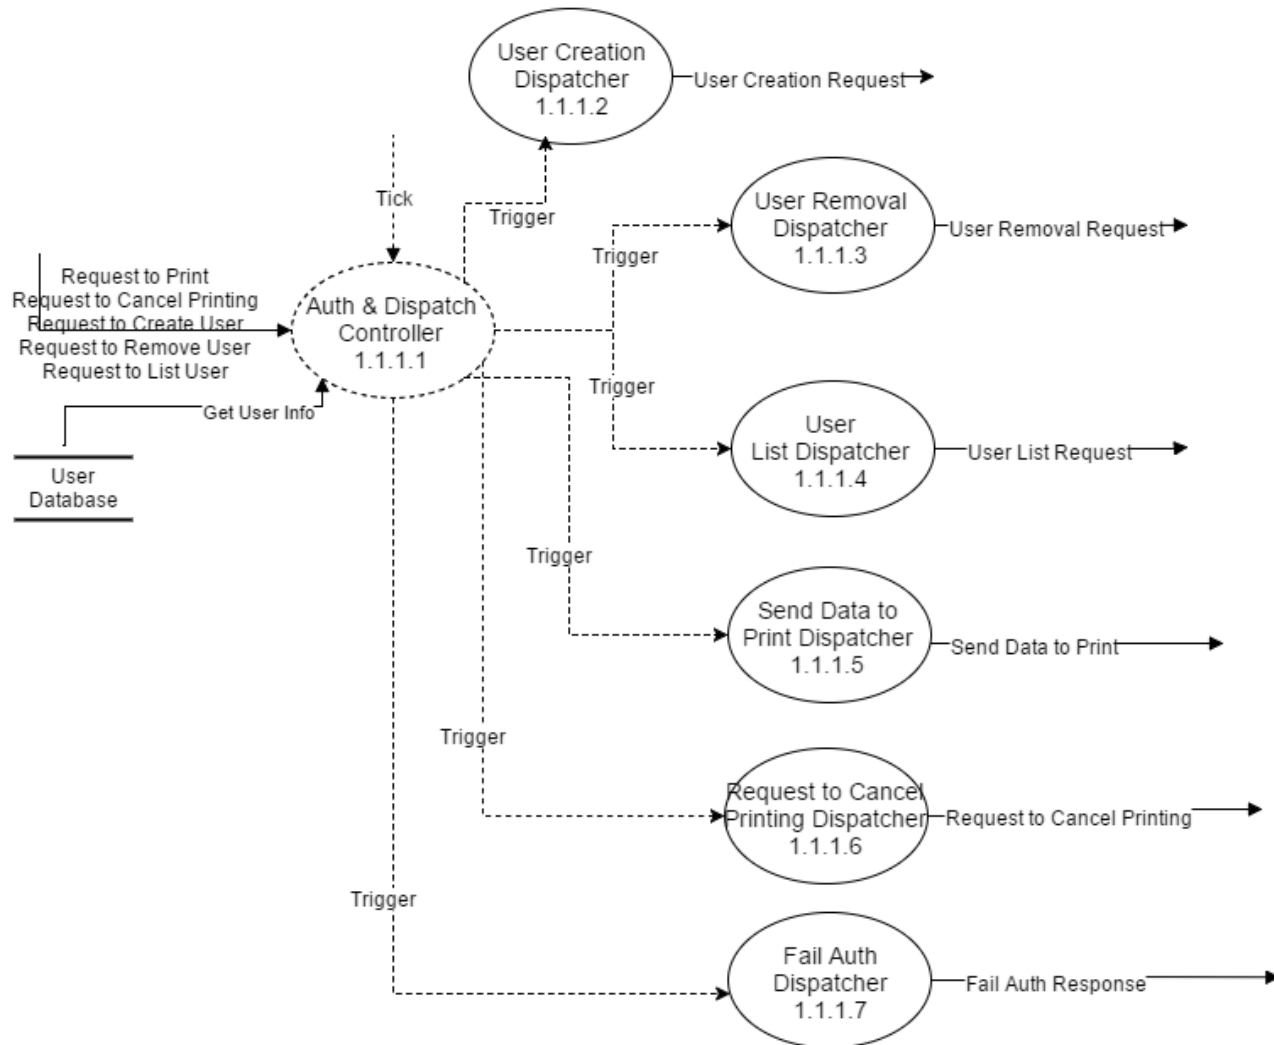 User Creation
Dispatcher
1.1.1.2
User Creation Request
Tick
Trigger
User Removal
Dispatcher
1.1.1.3
User Removal Request
Trigger
Request to Print
Request to Cancel Printing
Request to Create User
Request to Remove User
Request to List User
Auth & Dispatch
Controller
1.1.1.1
Trigger
Get User Info
User
Database
User
List Dispatcher
1.1.1.4
User List Request
Trigger
Send Data to
Print Dispatcher
1.1.1.5
Send Data to Print
Trigger
Request to Cancel
Printing Dispatcher
1.1.1.6
Request to Cancel Printing
Trigger
Fail Auth
Dispatcher
1.1.1.7
Fail Auth Response